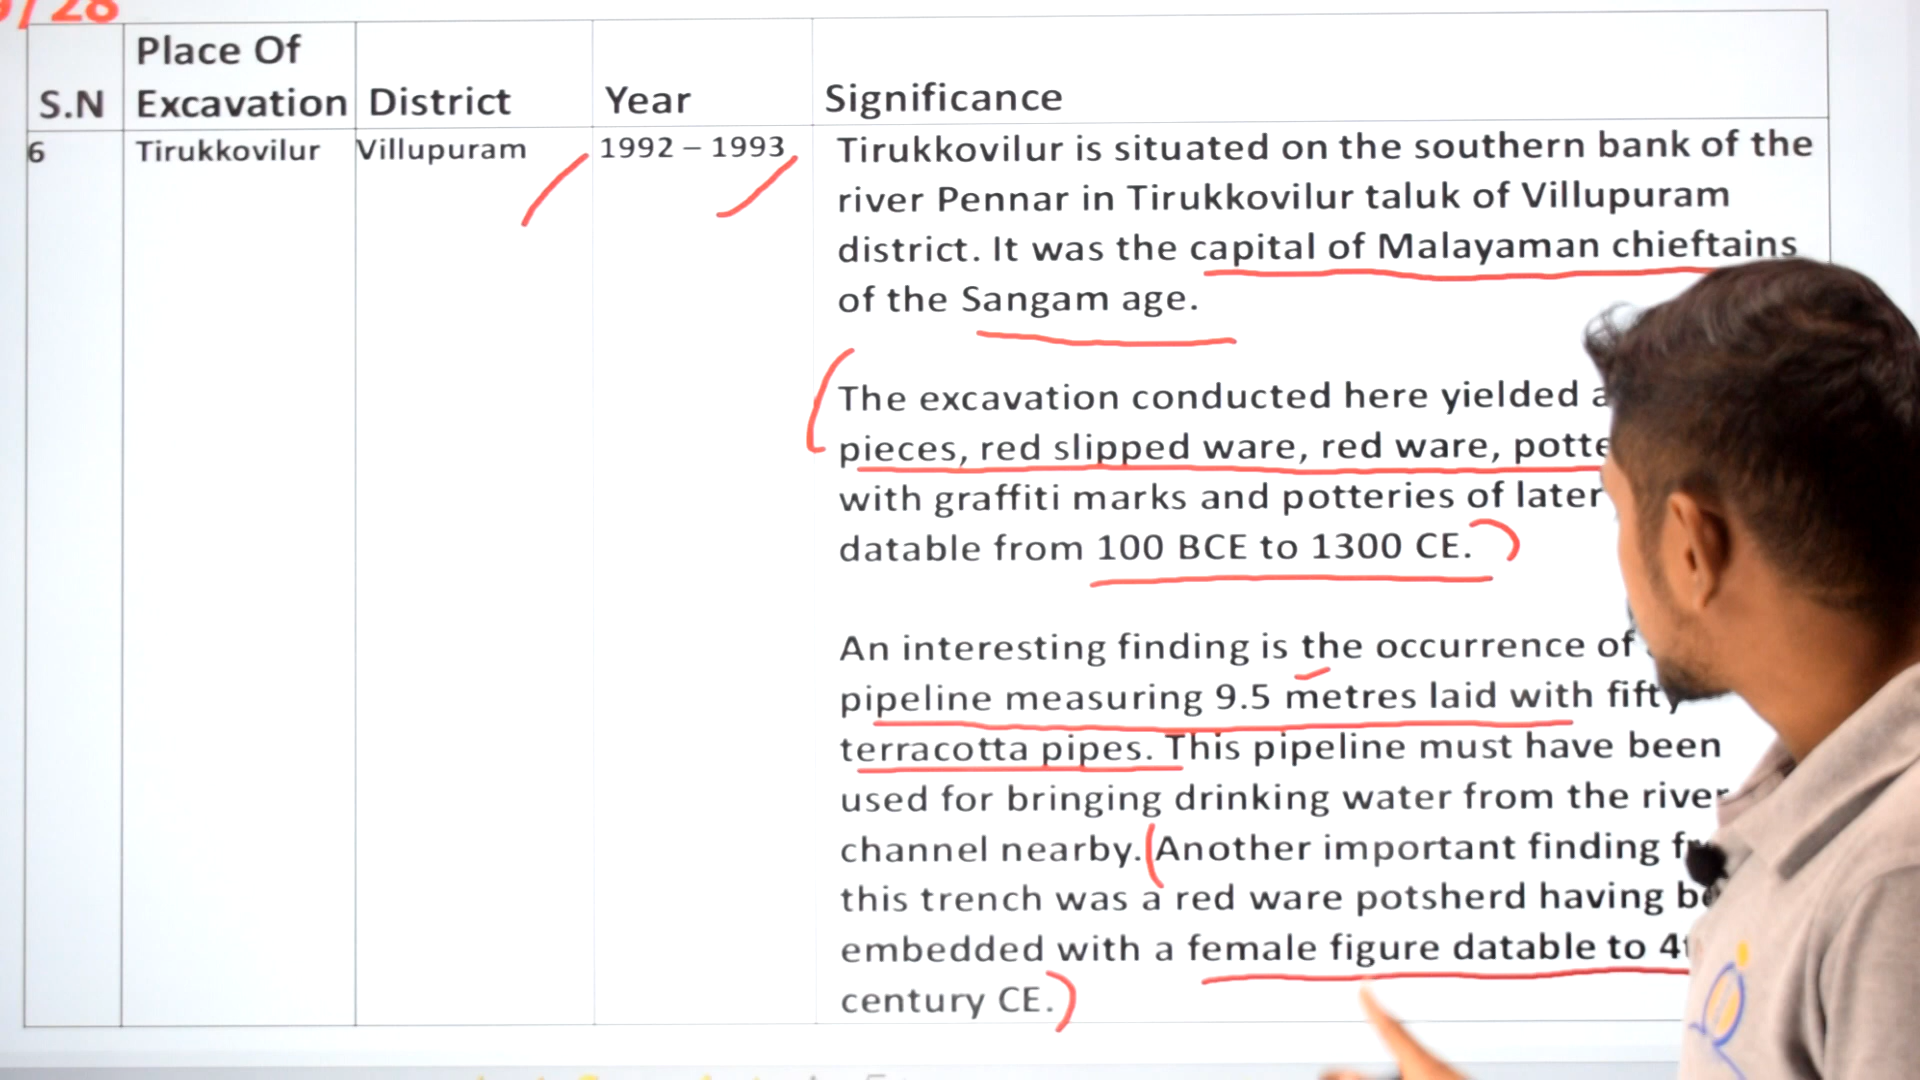 /28
S.N Place Of Excavation District Year Significance
6 Tirukkovilur Villupuram 1992 – 1993
Tirukkovilur is situated on the southern bank of the
river Pennar in Tirukkovilur taluk of Villupuram
district. It was the capital of Malayaman chieftains
of the Sangam age.
The excavation conducted here yielded
pieces, red slipped ware, red ware,
with graffiti marks and potteries of later
datable from 100 BCE to 1300 CE.
An interesting finding is the occurrence of
pipeline measuring 9.5 metres laid with fifty
terracotta pipes. This pipeline must have been
used for bringing drinking water from the river
channel nearby. Another important finding
this trench was a red ware potsherd having
embedded with a female figure datable to
century CE.